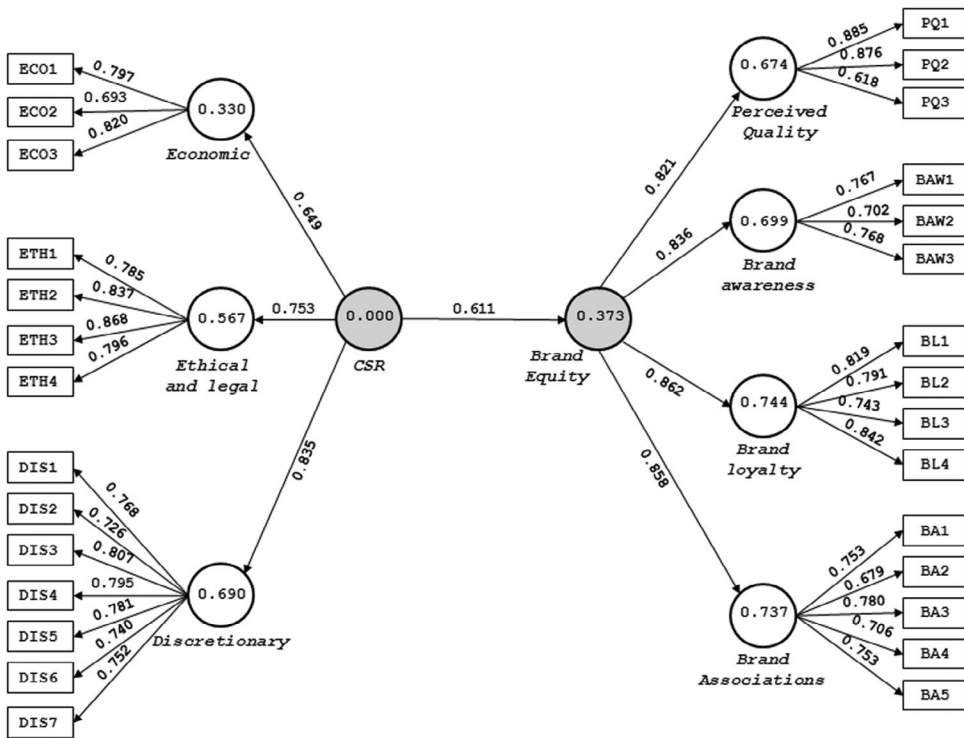 ECO1
ECO2
ECO3
0.797
0.693
0.820
0.330
Economic
0.649
ETH1
ETH2
ETH3
ETH4
0.785
0.837
0.868
0.796
0.567
Ethical
and legal
0.753
0.000
CSR
0.611
0.835
DIS1
DIS2
DIS3
DIS4
DIS5
DIS6
DIS7
0.768
0.726
0.807
0.795
0.781
0.740
0.752
0.690
Discretionary
0.373
Brand
Equity
0.821
0.836
0.862
0.858
0.674
Perceived
Quality
0.885
0.876
0.618
PQ1
PQ2
PQ3
0.699
Brand
awareness
0.767
0.702
0.768
BAW1
BAW2
BAW3
0.744
Brand
loyalty
0.819
0.791
0.743
0.842
BL1
BL2
BL3
BL4
0.737
Brand
Associations
0.753
0.679
0.780
0.706
0.753
BA1
BA2
BA3
BA4
BA5